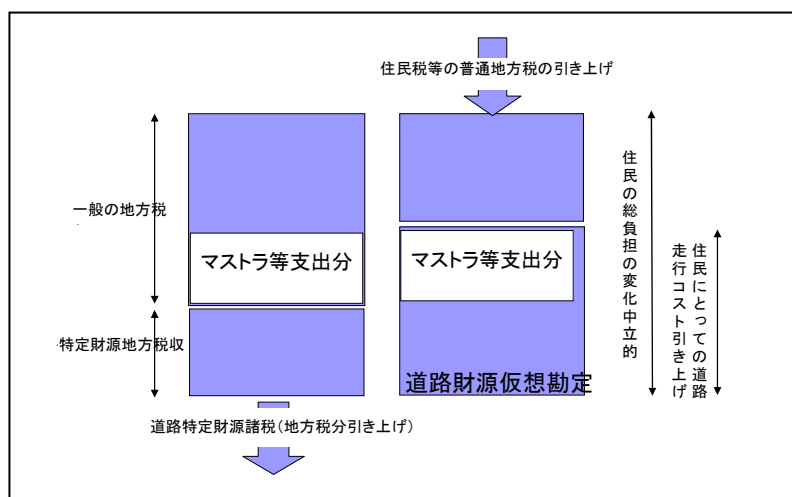 住民税等の普通地方税の引き上げ
一般の地方税
マストラ等支出分
マストラ等支出分
特定財源地方税収
道路財源仮想勘定
道路特定財源諸税(地方税分引き上げ)
住民の総負担の変化中立的
住民にとっての道路
走行コスト引き上げ